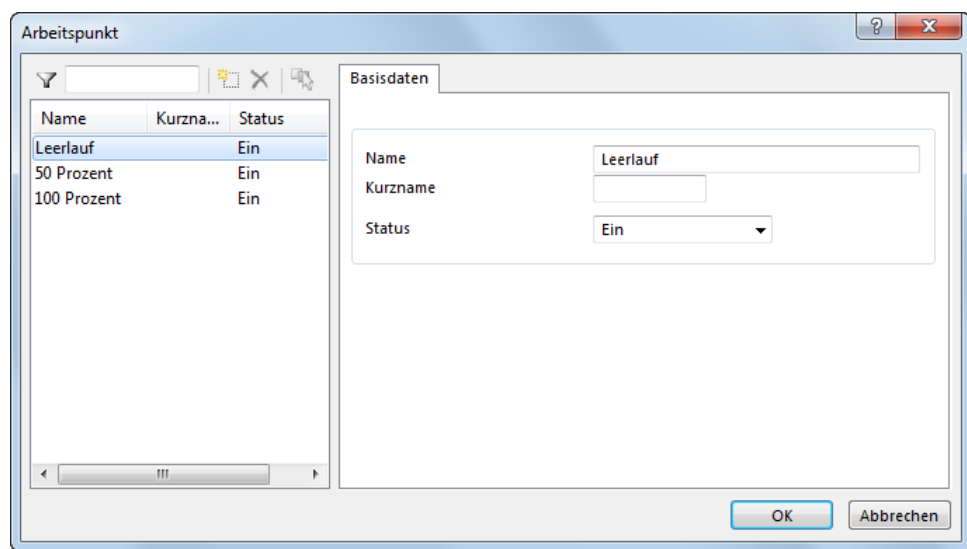 Arbeitspunkt
Basisdaten
Name Kurzna... Status
Leerlauf Ein
50 Prozent Ein
100 Prozent Ein
Name Leerlauf
Kurzname
Status Ein
OK Abbrechen